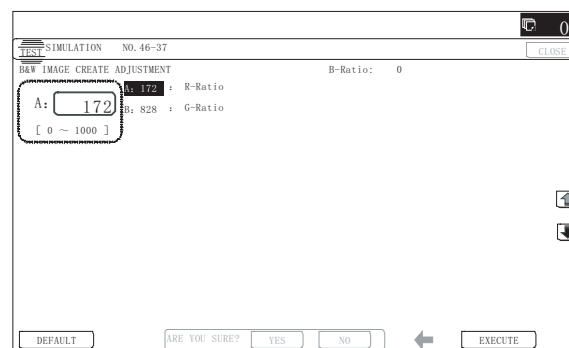 0
TEST SIMULATION NO. 46-37
CLOSE
B&W IMAGE CREATE ADJUSTMENT B-Ratio: 0
A: 172 : R-Ratio
A: 172
B: 828 : G-Ratio
[ 0 ～ 1000 ]
DEFAULT ARE YOU SURE? YES NO EXECUTE